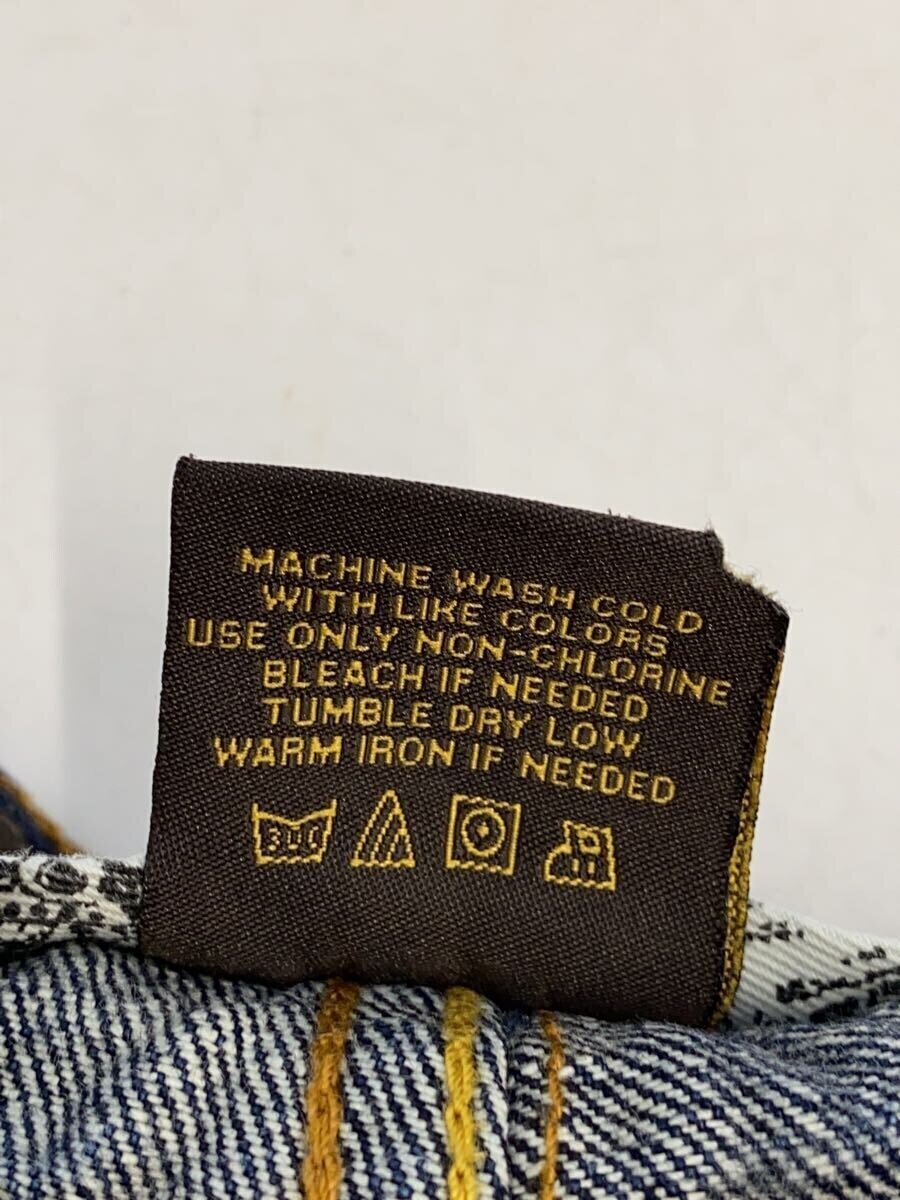 MACHINE WASH COLD
WITH LIKE COLORS
USE ONLY NON-CHLORINE
BLEACH IF NEEDED
TUMBLE DRY LOW
WARM IRON IF NEEDED